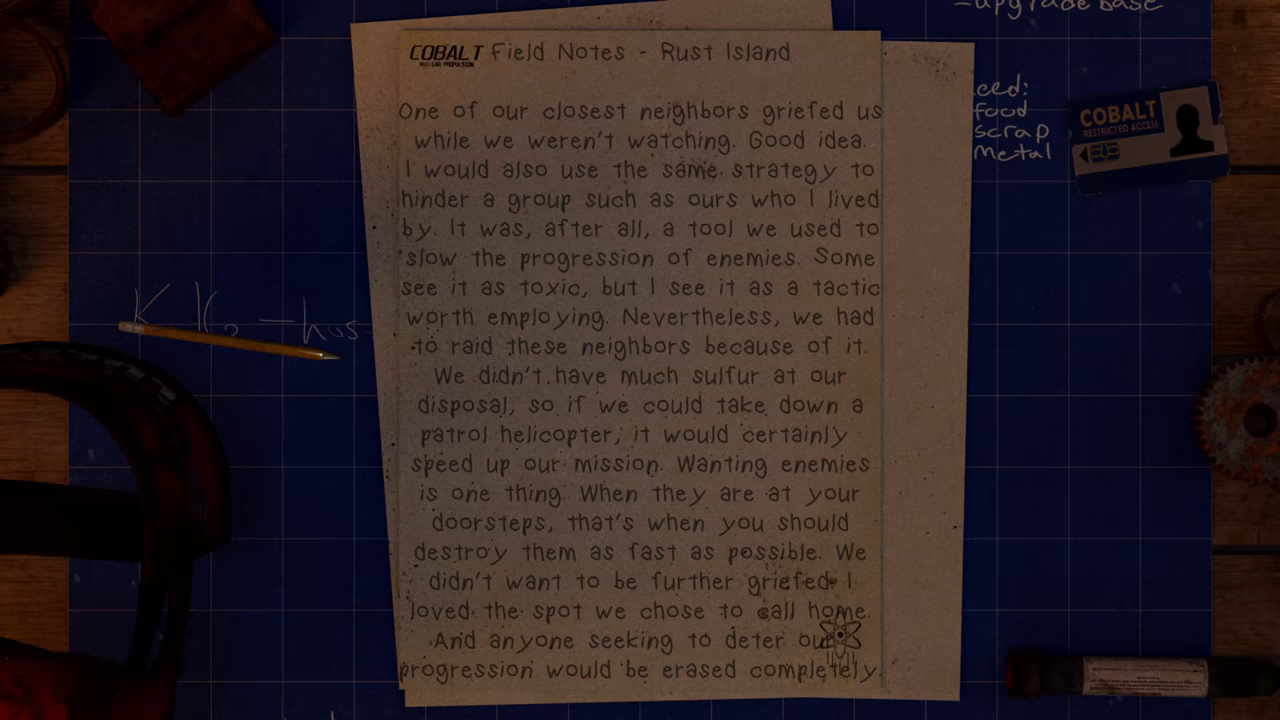 -upgrade base
COBALT Field Notes - Rust Island
NUCLEAR PROPULSION
One of our closest neighbors griefed us
while we weren't watching. Good idea.
I would also use the same strategy to
hinder a group such as ours who I lived
by. It was, after all, a tool we used to
slow the progression of enemies. Some
see it as toxic, but I see it as a tactic
worth employing. Nevertheless, we had
to raid these neighbors because of it.
We didn't have much sulfur at our
disposal, so if we could take down a
patrol helicopter, it would certainly
speed up our mission. Wanting enemies
is one thing. When they are at your
doorsteps, that's when you should
destroy them as fast as possible. We
didn't want to be further griefed. I
loved the spot we chose to call home.
And anyone seeking to deter our
progression would be erased completely
eed:
food
scrap
metal
COBALT
RESTRICTED ACCESS
-has